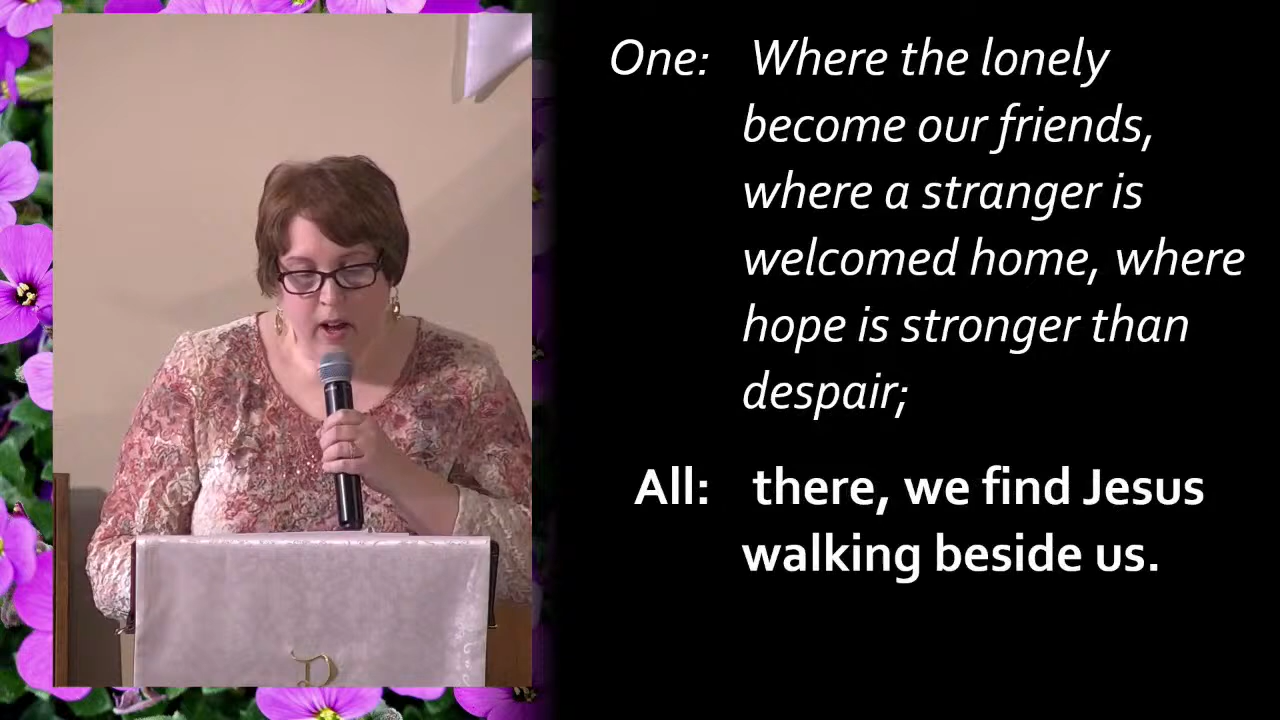 One: Where the lonely
become our friends,
where a stranger is
welcomed home, where
hope is stronger than
despair;
All: there, we find Jesus
walking beside us.